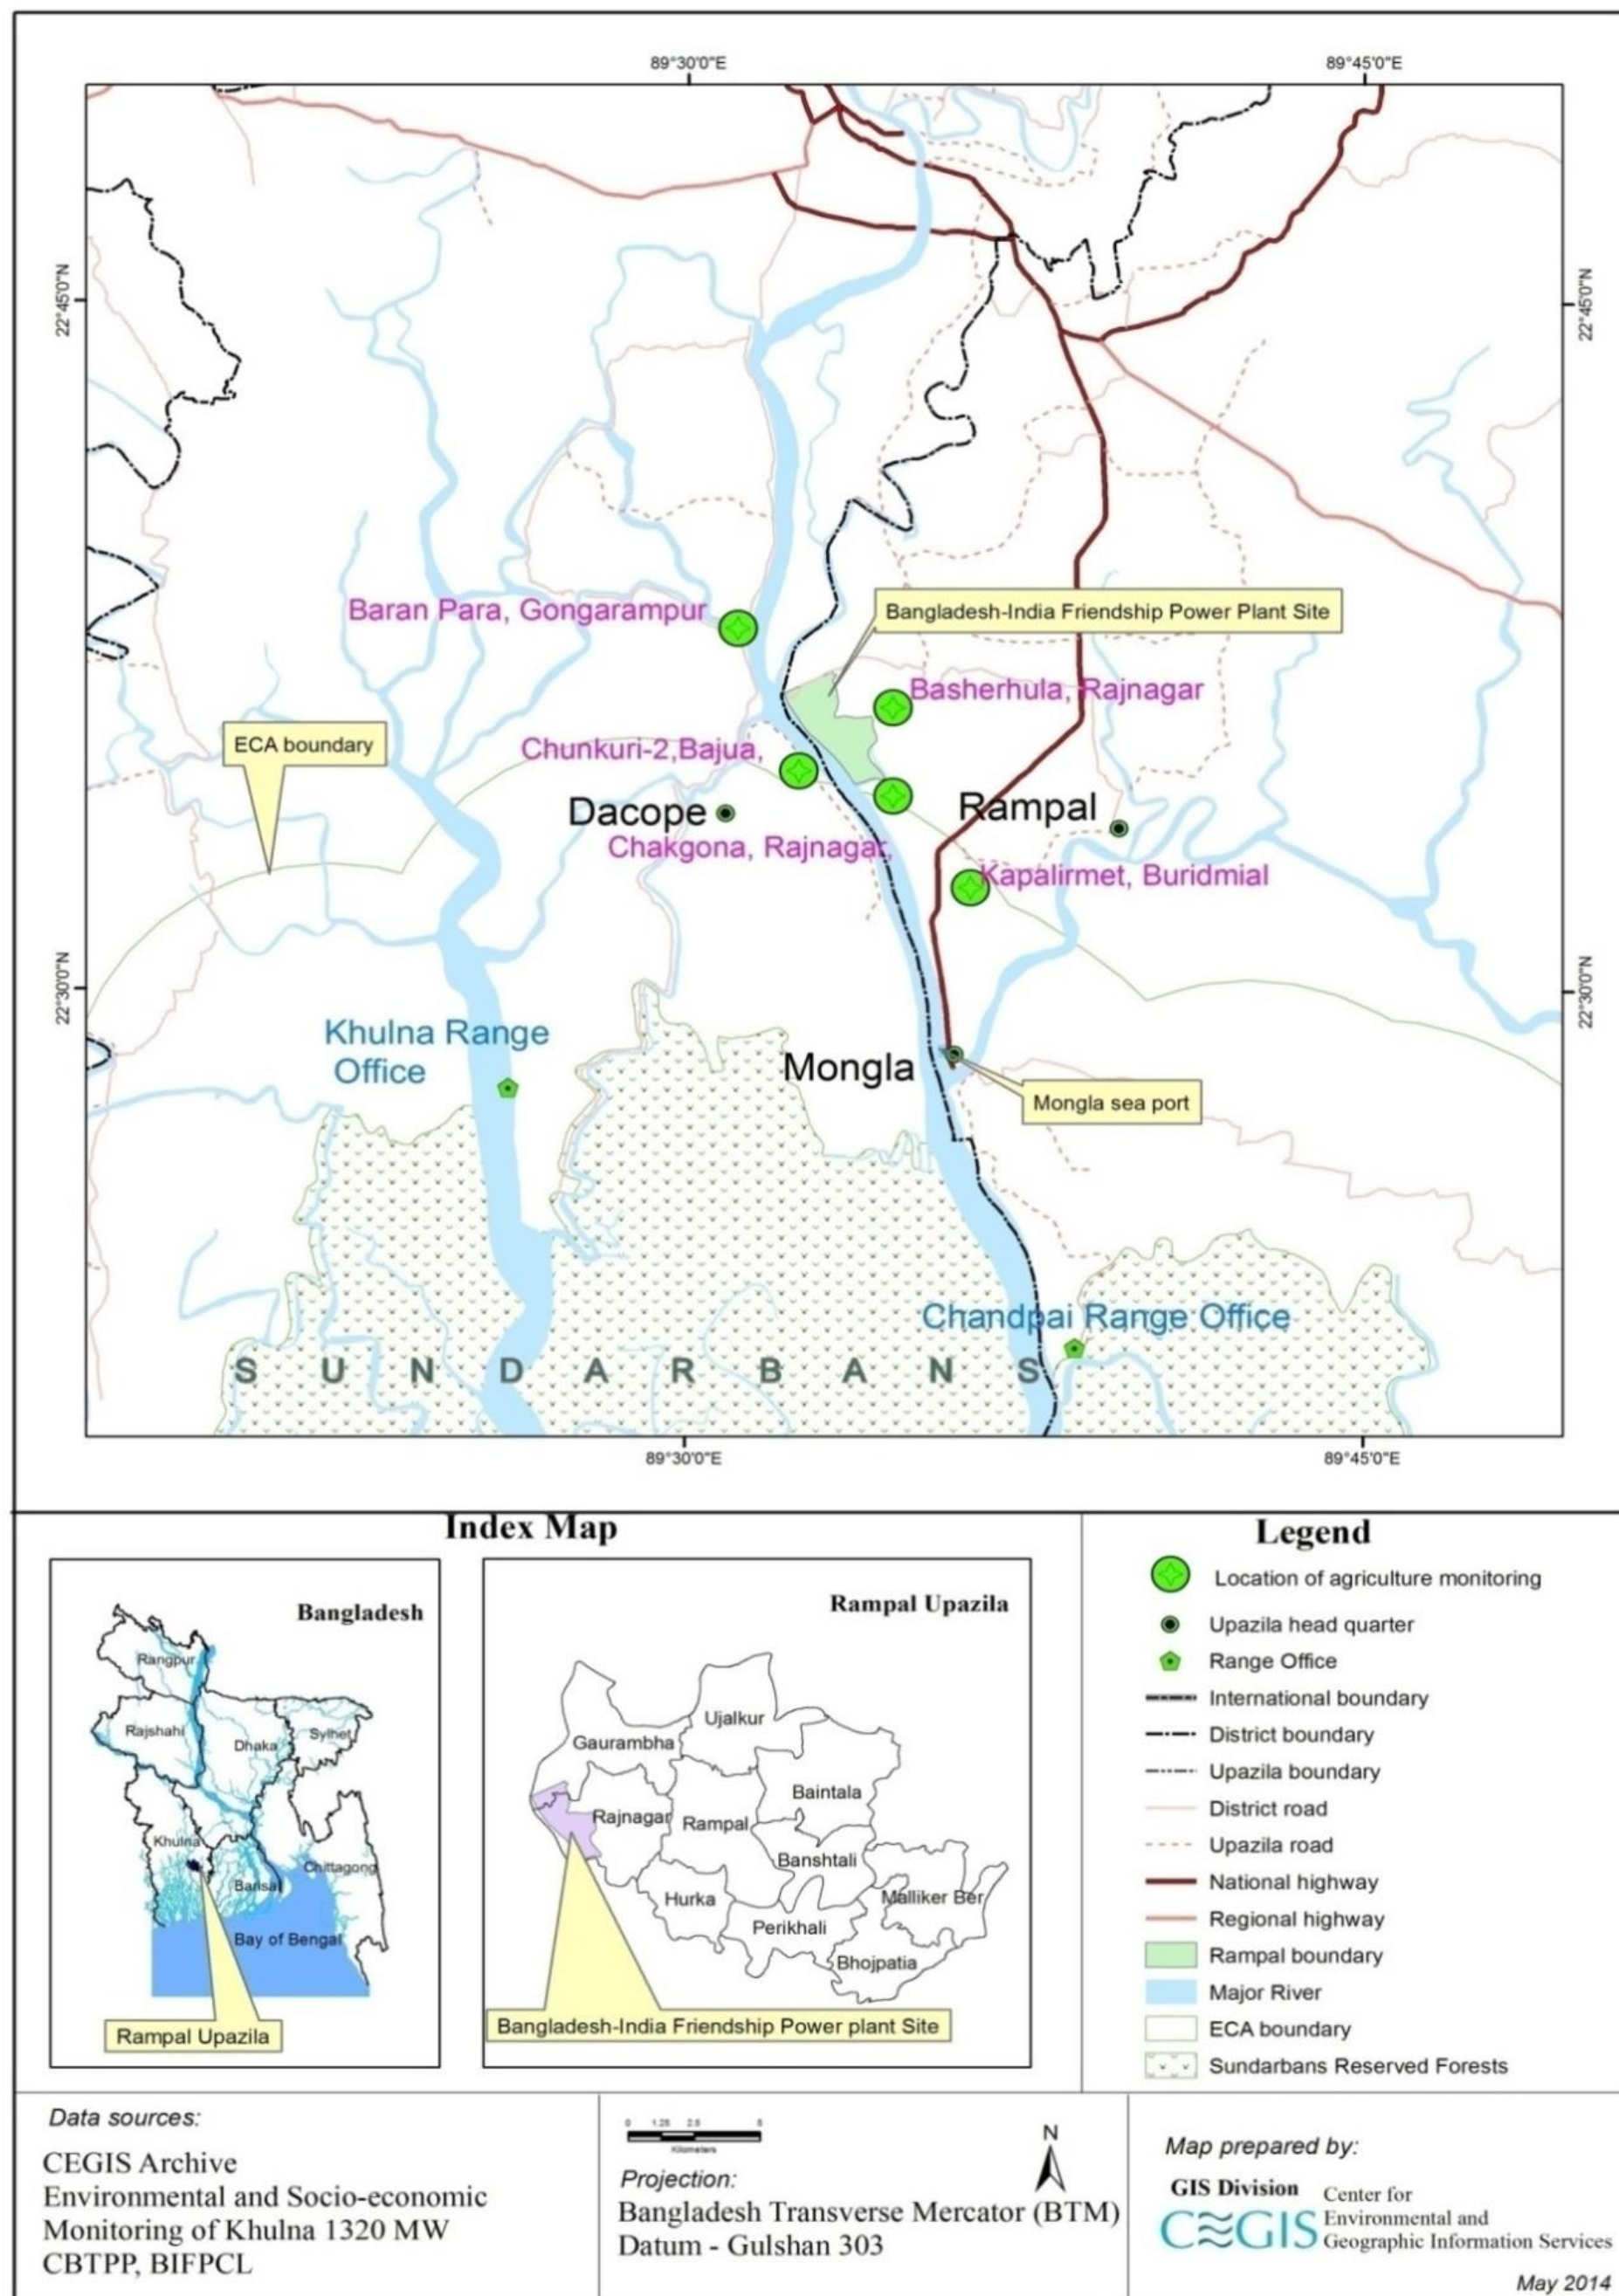 89°30'0"E
89°45'0"E
22°45'0"N
22°45'0"N
Baran Para, Gongarampur
Bangladesh-India Friendship Power Plant Site
Basherhula, Rajnagar
ECA boundary
Chunkuri-2,Bajua,
Dacope
Rampal
Chakgona, Rajnagar,
Kapalirmet, Buridmial
22°30'0"N
22°30'0"N
Khulna Range
Office
Mongla
Mongla sea port
Chandpai Range Office
S U N D A R B A N S
89°30'0"E
89°45'0"E
Index Map
Bangladesh
Rangpur
Rajshahi
Dhaka
Sylhet
Khulna
Chittagong
Barisal
Bay of Bengal
Rampal Upazila
Rampal Upazila
Ujalkur
Gaurambha
Baintala
Rajnagar
Rampal
Banshtali
Hurka
Malliker Ber
Perikhali
Bhojpatia
Bangladesh-India Friendship Power plant Site
Legend
Location of agriculture monitoring
Upazila head quarter
Range Office
International boundary
District boundary
Upazila boundary
District road
Upazila road
National highway
Regional highway
Rampal boundary
Major River
ECA boundary
Sundarbans Reserved Forests
Data sources:
CEGIS Archive
Environmental and Socio-economic
Monitoring of Khulna 1320 MW
CBTPP, BIFPCL
0 1.25 2.5 5
Kilometers
N
Projection:
Bangladesh Transverse Mercator (BTM)
Datum - Gulshan 303
Map prepared by:
GIS Division
CEGIS
Center for
Environmental and
Geographic Information Services
May 2014